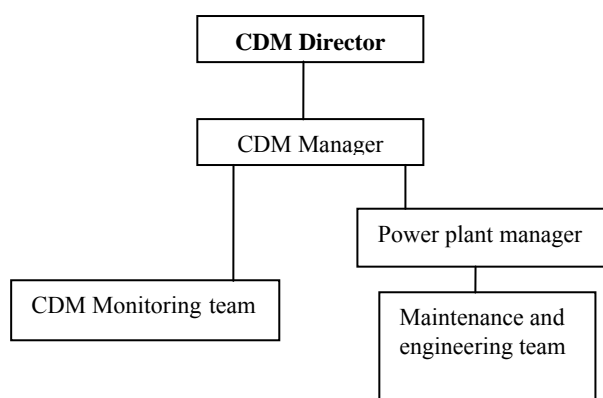 CDM Director
CDM Manager
Power plant manager
CDM Monitoring team
Maintenance and
engineering team